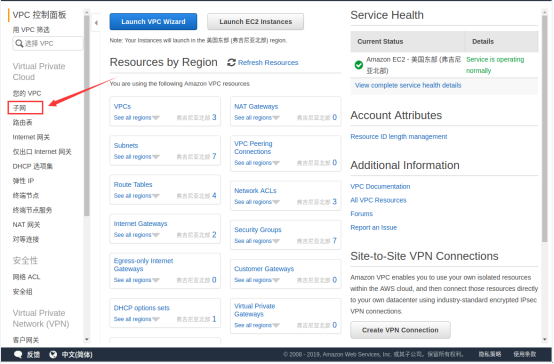 VPC 控制面板
用 VPC 筛选
选择 VPC
Virtual Private
Cloud
您的 VPC
子网
路由表
Internet 网关
仅出口 Internet 网关
DHCP 选项集
弹性 IP
终端节点
终端节点服务
NAT 网关
对等连接
安全性
网络 ACL
安全组
Virtual Private
Network (VPN)
客户网关
Launch VPC Wizard
Launch EC2 Instances
Note: Your Instances will launch in the 美国东部 (弗吉尼亚北部) region.
Resources by Region
Refresh Resources
You are using the following Amazon VPC resources
VPCs
See all regions
弗吉尼亚北部 3
NAT Gateways
See all regions
弗吉尼亚北部 0
Subnets
See all regions
弗吉尼亚北部 7
VPC Peering
Connections
See all regions
弗吉尼亚北部 0
Route Tables
See all regions
弗吉尼亚北部 4
Network ACLs
See all regions
弗吉尼亚北部 3
Internet Gateways
See all regions
弗吉尼亚北部 2
Security Groups
See all regions
弗吉尼亚北部 7
Egress-only Internet
Gateways
See all regions
弗吉尼亚北部 0
Customer Gateways
See all regions
弗吉尼亚北部 0
DHCP options sets
See all regions
弗吉尼亚北部 1
Virtual Private
Gateways
See all regions
弗吉尼亚北部 0
Service Health
Current Status
Details
Amazon EC2 - 美国东部 (弗吉尼亚北部)
Service is operating
normally
View complete service health details
Account Attributes
Resource ID length management
Additional Information
VPC Documentation
All VPC Resources
Forums
Report an Issue
Site-to-Site VPN Connections
Amazon VPC enables you to use your own isolated resources
within the AWS cloud, and then connect those resources directly
to your own datacenter using industry-standard encrypted IPsec
VPN connections.
Create VPN Connection
反馈
中文(简体)
© 2008 - 2019, Amazon Web Services, Inc. 或其子公司。保留所有权利。
隐私策略
使用条款